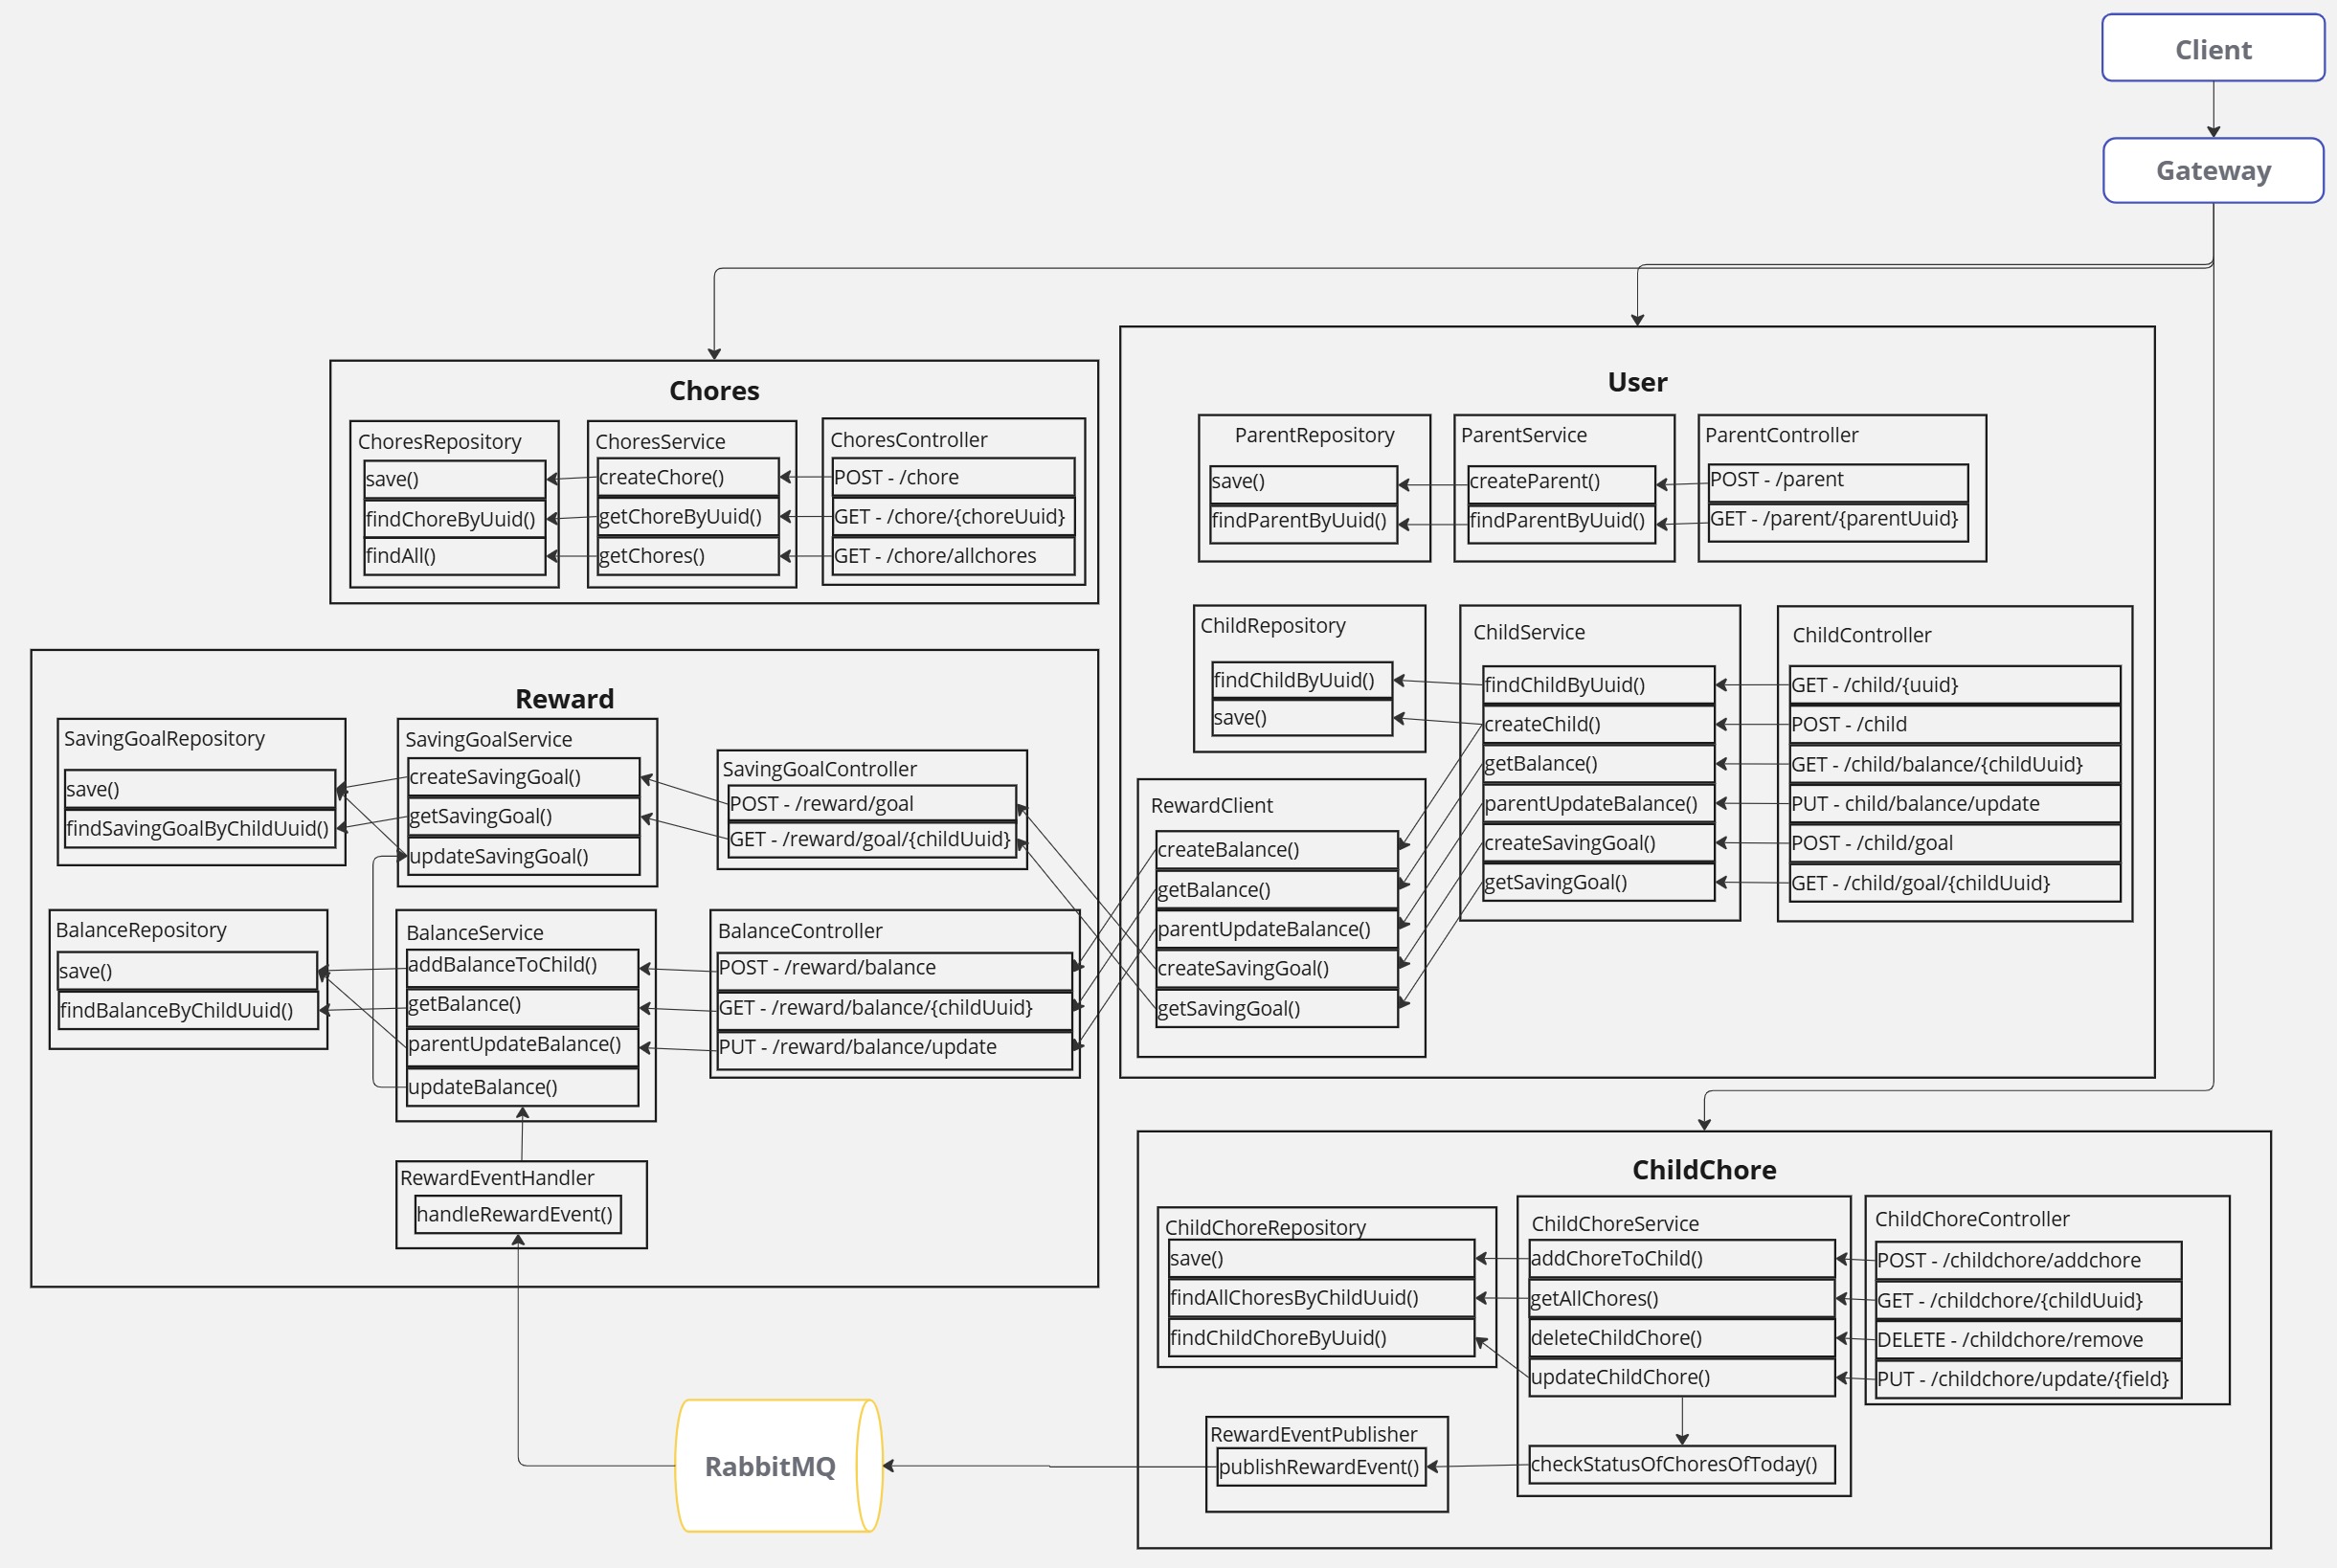 Client
Gateway
Chores
ChoresRepository
save()
findChoreByUuid()
findAll()
ChoresService
createChore()
getChoreByUuid()
getChores()
ChoresController
POST - /chore
GET - /chore/{choreUuid}
GET - /chore/allchores
User
ParentRepository
save()
findParentByUuid()
ParentService
createParent()
findParentByUuid()
ParentController
POST - /parent
GET - /parent/{parentUuid}
ChildRepository
findChildByUuid()
save()
ChildService
findChildByUuid()
createChild()
getBalance()
parentUpdateBalance()
createSavingGoal()
getSavingGoal()
ChildController
GET - /child/{uuid}
POST - /child
GET - /child/balance/{childUuid}
PUT - child/balance/update
POST - /child/goal
GET - /child/goal/{childUuid}
RewardClient
createBalance()
getBalance()
parentUpdateBalance()
createSavingGoal()
getSavingGoal()
Reward
SavingGoalRepository
save()
findSavingGoalByChildUuid()
SavingGoalService
createSavingGoal()
getSavingGoal()
updateSavingGoal()
SavingGoalController
POST - /reward/goal
GET - /reward/goal/{childUuid}
BalanceRepository
save()
findBalanceByChildUuid()
BalanceService
addBalanceToChild()
getBalance()
parentUpdateBalance()
updateBalance()
BalanceController
POST - /reward/balance
GET - /reward/balance/{childUuid}
PUT - /reward/balance/update
RewardEventHandler
handleRewardEvent()
ChildChore
ChildChoreRepository
save()
findAllChoresByChildUuid()
findChildChoreByUuid()
ChildChoreService
addChoreToChild()
getAllChores()
deleteChildChore()
updateChildChore()
checkStatusOfChoresOfToday()
ChildChoreController
POST - /childchore/addchore
GET - /childchore/{childUuid}
DELETE - /childchore/remove
PUT - /childchore/update/{field}
RewardEventPublisher
publishRewardEvent()
RabbitMQ